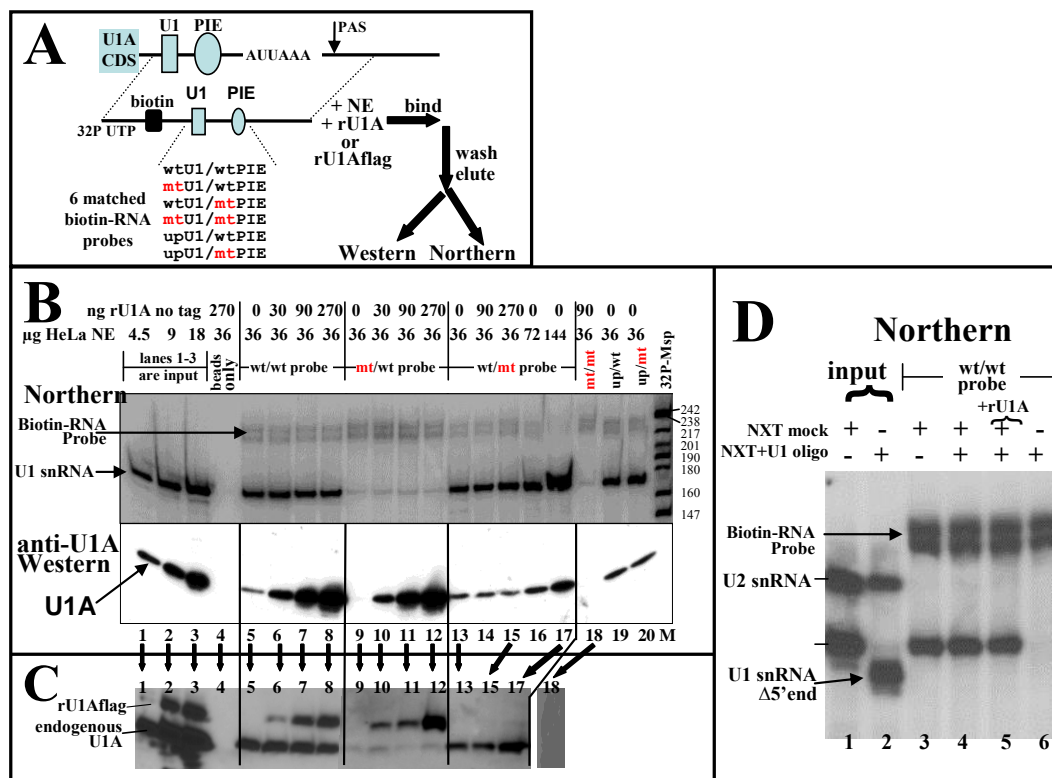 A
U1A
CDS
U1
PIE
AUUAAA
PAS
biotin
U1
PIE
32P UTP
+ NE
+ rU1A
or
rU1Aflag
bind
wash
elute
6 matched
biotin-RNA
probes
wtU1/wtPIE
mtU1/wtPIE
wtU1/mtPIE
mtU1/mtPIE
upU1/wtPIE
upU1/mtPIE
Western
Northern
B
ng rU1A no tag 270 0 30 90 270 0 30 90 270 0 90 270 0 0 90 0 0
µg HeLa NE 4.5 9 18 36 36 36 36 36 36 36 36 36 36 36 36 72 144 36 36 36
lanes 1-3
are input
beads
only
wt/wt probe
mt/wt probe
wt/mt probe
mt/mt
up/wt
up/mt
32P-Msp
Northern
Biotin-RNA
Probe
U1 snRNA
242
238
217
201
190
180
160
147
anti-U1A
Western
U1A
1 2 3 4 5 6 7 8 9 10 11 12 13 14 15 16 17 18 19 20 M
C
1 2 3 4 5 6 7 8 9 10 11 12 13 15 17 18
rU1Aflag
endogenous
U1A
D
Northern
input
wt/wt
probe
+rU1A
NXT mock + - + + + -
NXT+U1 oligo - + - + + +
Biotin-RNA
Probe
U2 snRNA
U1 snRNA
Δ5'end
1 2 3 4 5 6